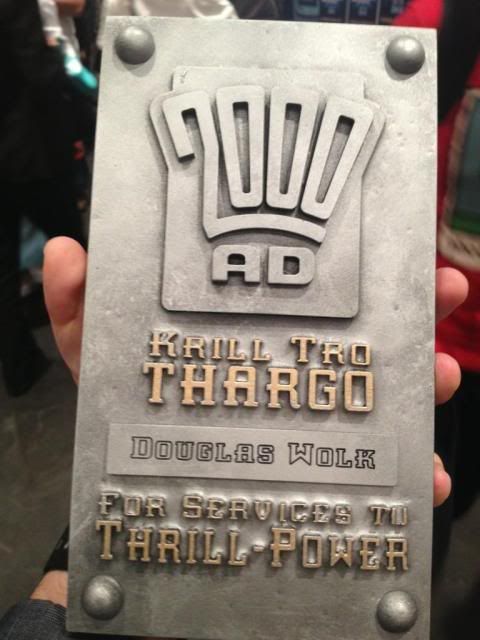 2000
AD
KRILL TRO
THARGO
DOUGLAS WOLK
FOR SERVICES TO
THRILL-POWER